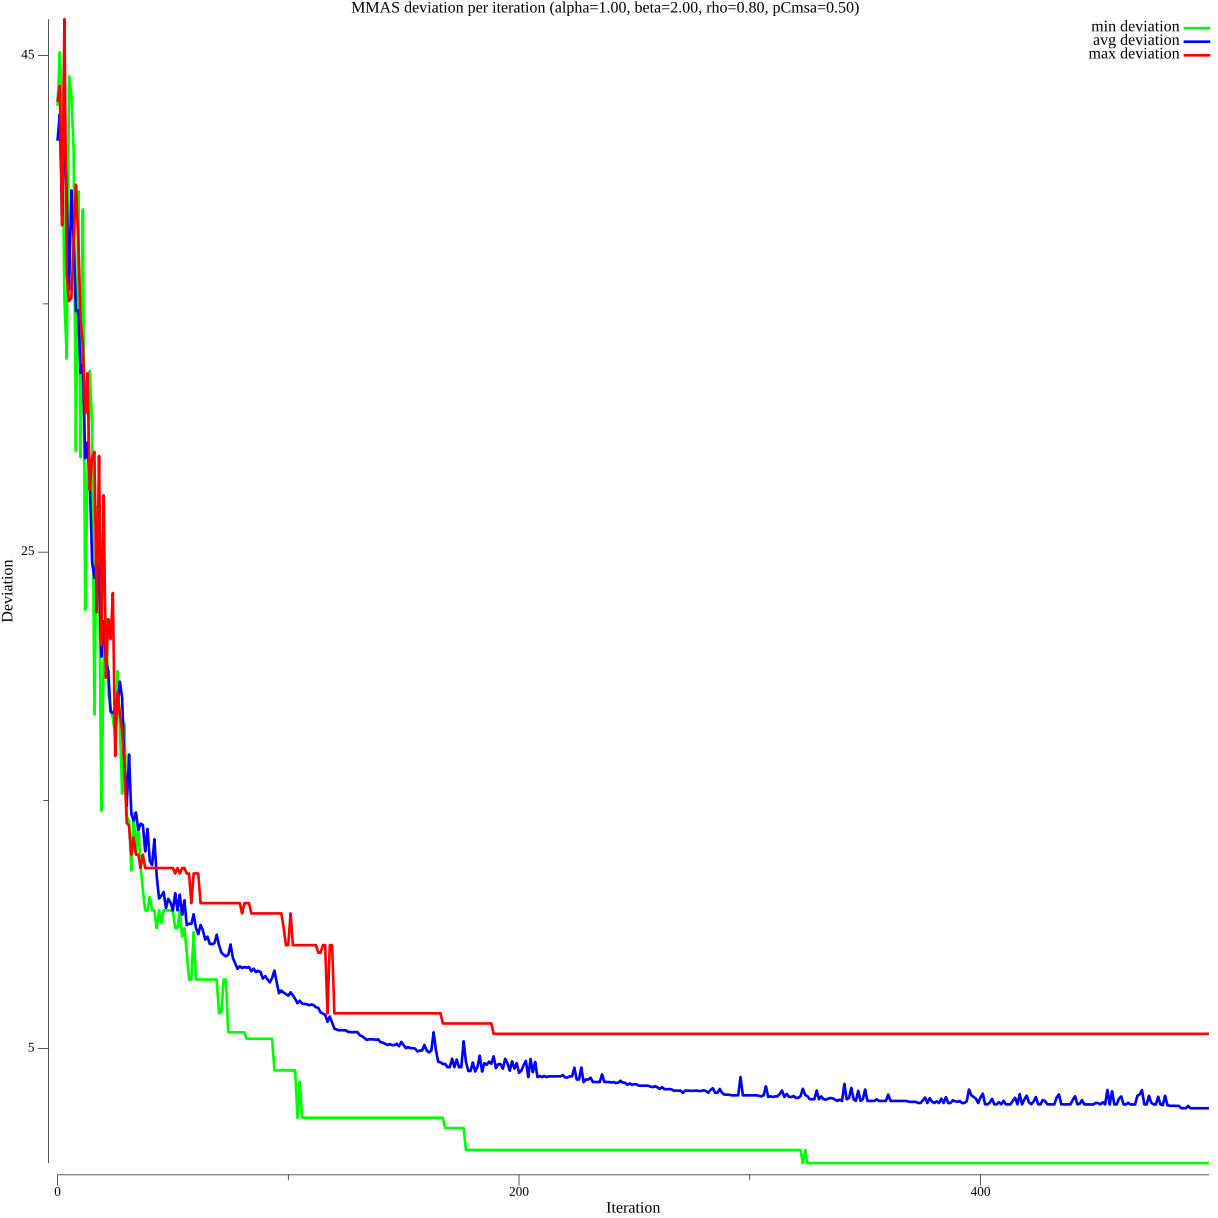 MMAS deviation per iteration (alpha=1.00, beta=2.00, rho=0.80, pCmsa=0.50)
min deviation
avg deviation
max deviation
45
25
5
Deviation
0
200
400
Iteration